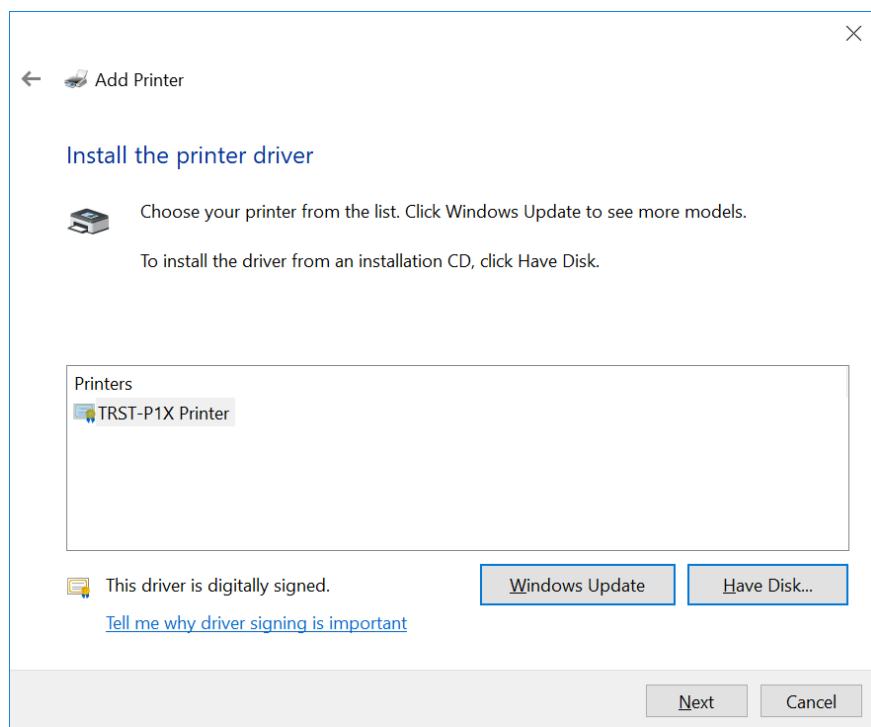 Add Printer
Install the printer driver
Choose your printer from the list. Click Windows Update to see more models.
To install the driver from an installation CD, click Have Disk.
Printers
TRST-P1X Printer
This driver is digitally signed.
Windows Update
Have Disk...
Tell me why driver signing is important
Next
Cancel